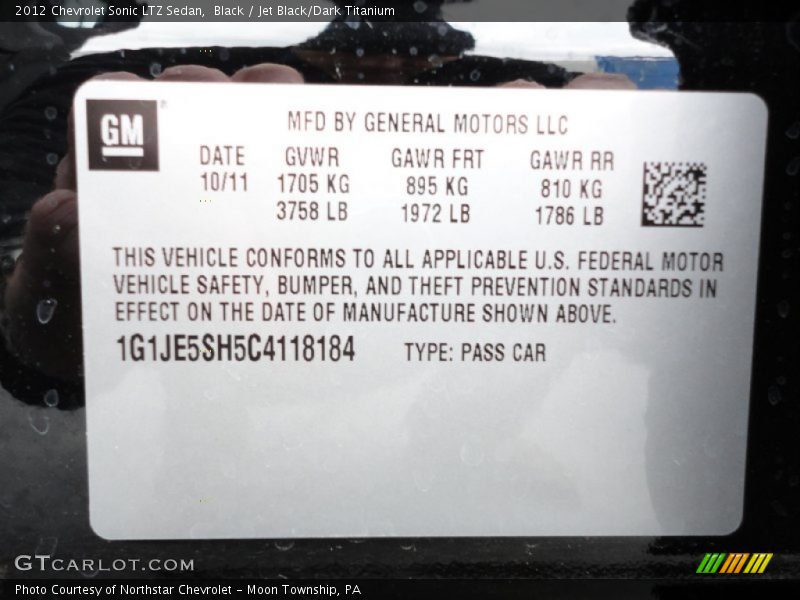 2012 Chevrolet Sonic LTZ Sedan, Black / Jet Black/Dark Titanium
GM
MFD BY GENERAL MOTORS LLC
DATE GVWR GAWR FRT GAWR RR
10/11 1705 KG 895 KG 810 KG
3758 LB 1972 LB 1786 LB
THIS VEHICLE CONFORMS TO ALL APPLICABLE U.S. FEDERAL MOTOR
VEHICLE SAFETY, BUMPER, AND THEFT PREVENTION STANDARDS IN
EFFECT ON THE DATE OF MANUFACTURE SHOWN ABOVE.
1G1JE5SH5C4118184 TYPE: PASS CAR
GTCARLOT.COM
Photo Courtesy of Northstar Chevrolet - Moon Township, PA